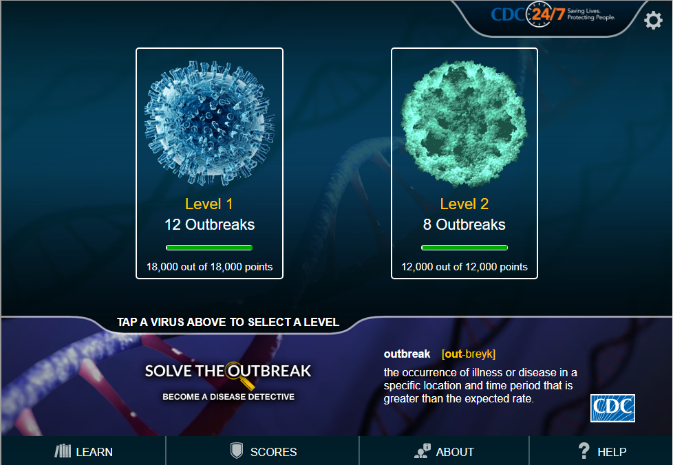 CDC 24/7 Saving Lives.
Protecting People.
Level 1
12 Outbreaks
18,000 out of 18,000 points
Level 2
8 Outbreaks
12,000 out of 12,000 points
TAP A VIRUS ABOVE TO SELECT A LEVEL
SOLVE THE OUTBREAK
BECOME A DISEASE DETECTIVE
outbreak [out-breyk]
the occurrence of illness or disease in a
specific location and time period that is
greater than the expected rate.
CDC
LEARN
SCORES
ABOUT
? HELP